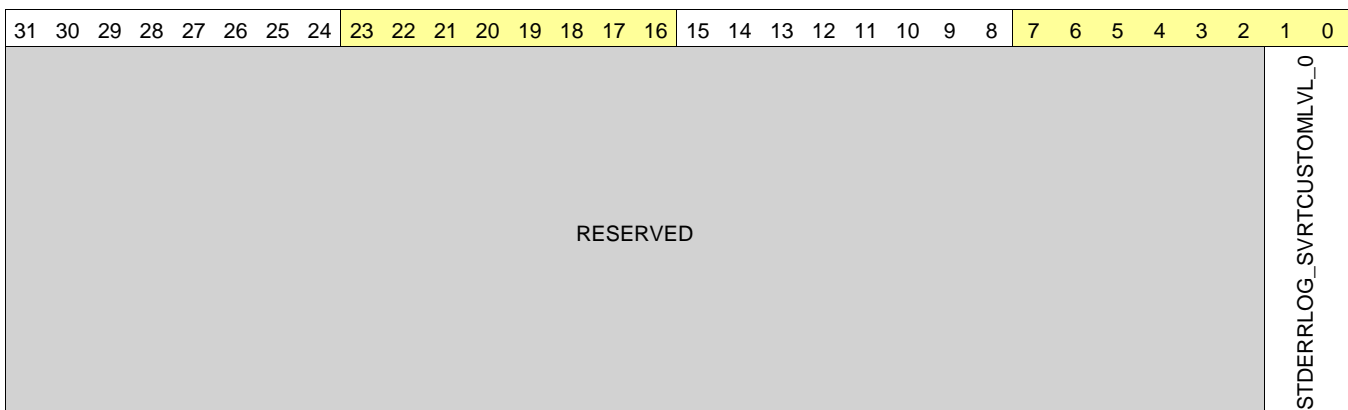 31 30 29 28 27 26 25 24 23 22 21 20 19 18 17 16 15 14 13 12 11 10 9 8 7 6 5 4 3 2 1 0
RESERVED
STDERRLOG_SVRTCUSTOMLVL_0